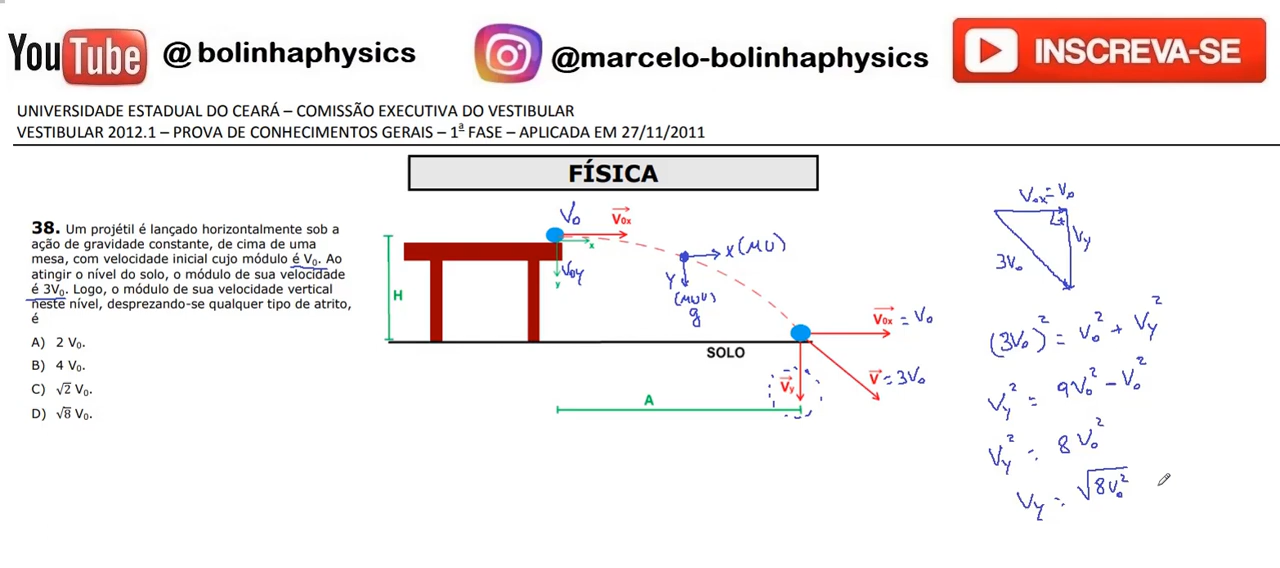 YouTube @ bolinhaphysics @marcelo-bolinhaphysics INSCREVA-SE
UNIVERSIDADE ESTADUAL DO CEARÁ – COMISSÃO EXECUTIVA DO VESTIBULAR
VESTIBULAR 2012.1 – PROVA DE CONHECIMENTOS GERAIS – 1ª FASE – APLICADA EM 27/11/2011
FÍSICA
38. Um projétil é lançado horizontalmente sob a
ação de gravidade constante, de cima de uma
mesa, com velocidade inicial cujo módulo é V₀. Ao
atingir o nível do solo, o módulo de sua velocidade
é 3V₀. Logo, o módulo de sua velocidade vertical
neste nível, desprezando-se qualquer tipo de atrito,
é
A) 2 V₀.
B) 4 V₀.
C) √2 V₀.
D) √8 V₀.
V₀
V₀x
x
V₀y
y
H
X (MU)
Y
(MUV)
g
V₀x = V₀
SOLO
Vy
V = 3V₀
A
V₀x = V₀
Vy
3V₀
(3V₀)² = V₀² + Vy²
Vy² = 9V₀² - V₀²
Vy² = 8V₀²
Vy = √8V₀²